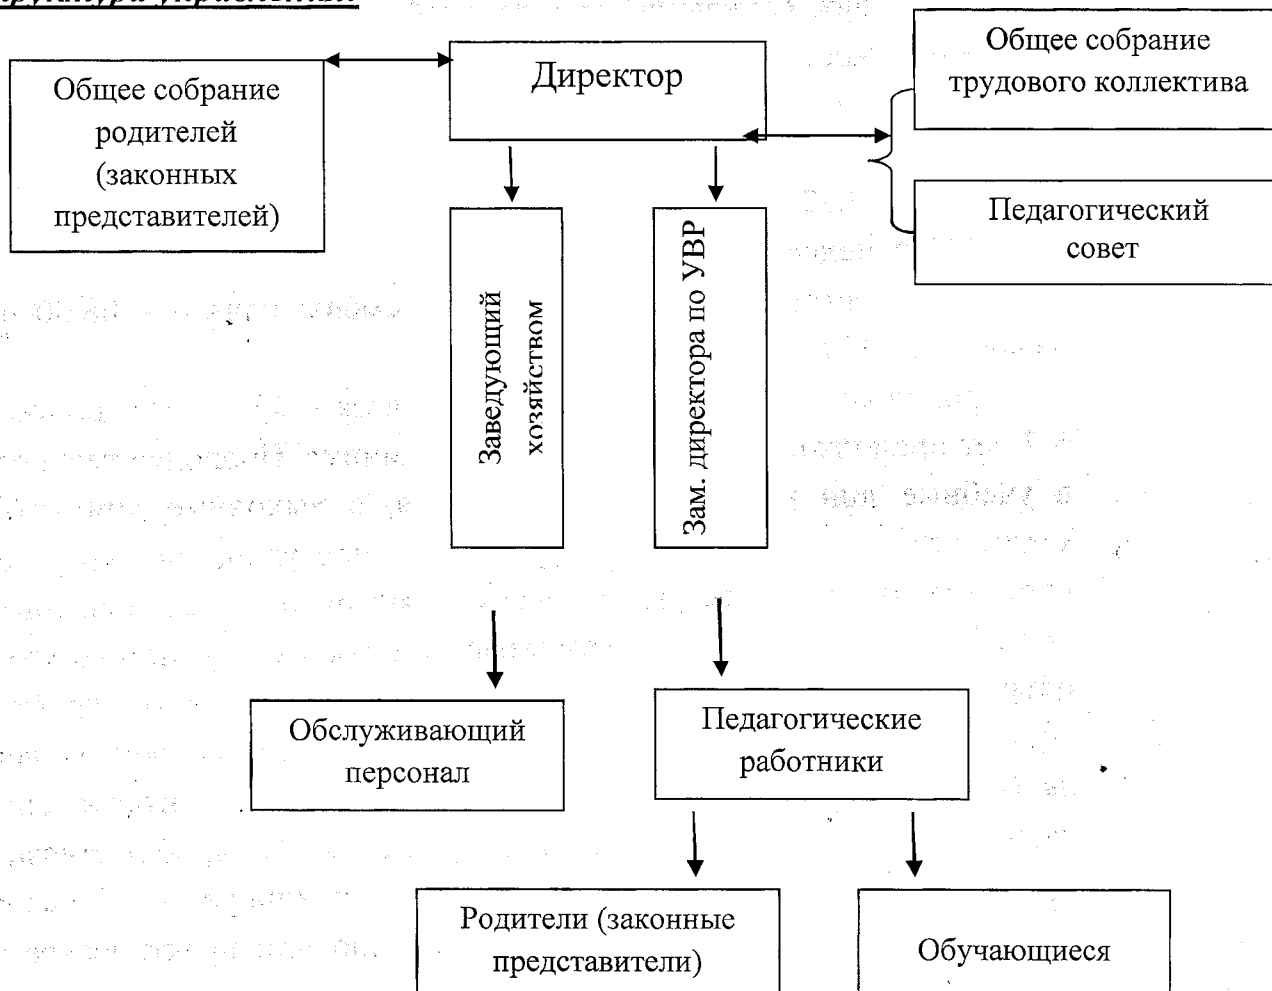 Директор
Общее собрание
трудового коллектива
Общее собрание
родителей
(законных
представителей)
Педагогический
совет
Заведующий
хозяйством
Зам. директора по УВР
Обслуживающий
персонал
Педагогические
работники
Родители (законные
представители)
Обучающиеся